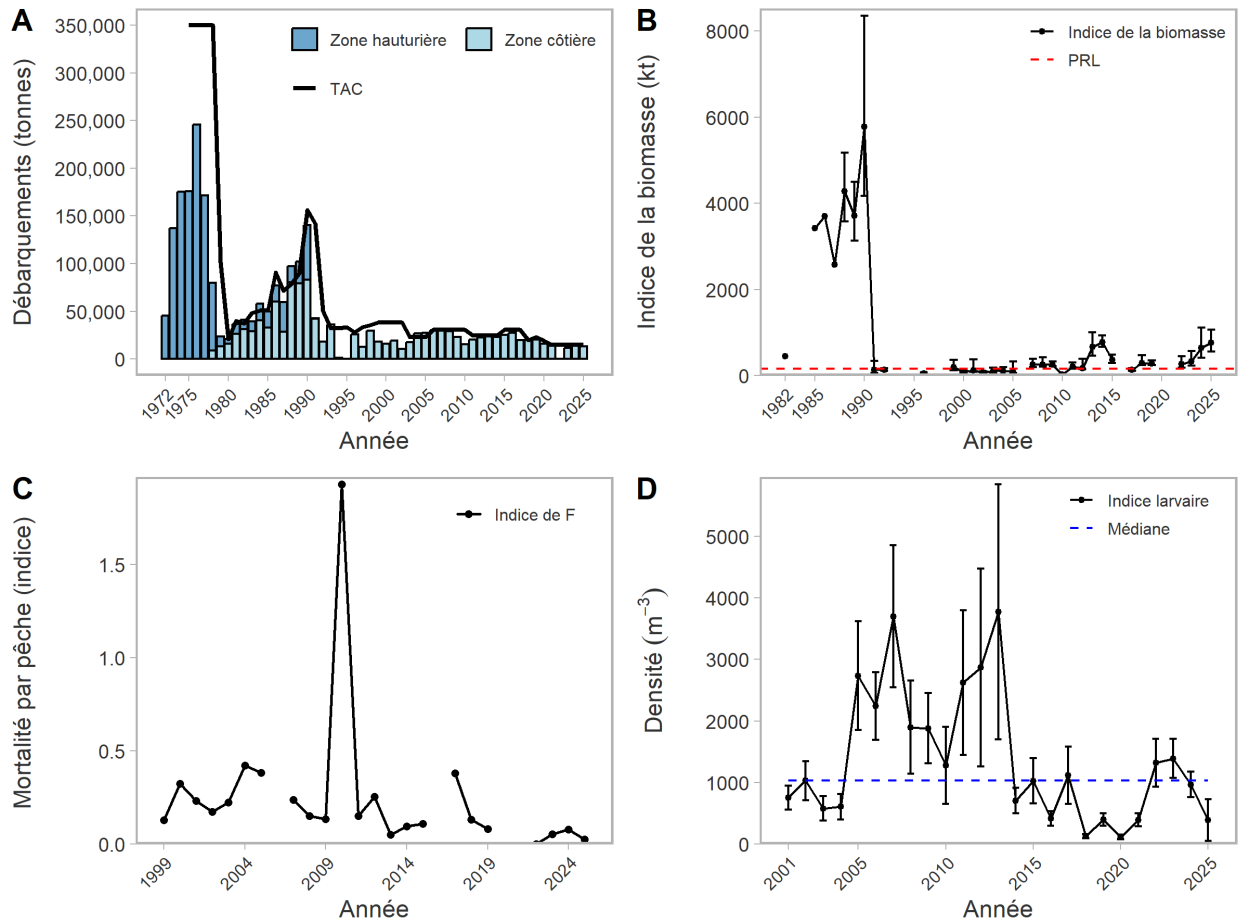 A
Débarquements (tonnes)
350,000
300,000
250,000
200,000
150,000
100,000
50,000
0
Zone hauturière
Zone côtière
TAC
1972
1975
1980
1985
1990
1995
2000
2005
2010
2015
2020
2025
Année
B
Indice de la biomasse (kt)
8000
6000
4000
2000
0
Indice de la biomasse
PRL
1982
1985
1990
1995
2000
2005
2010
2015
2020
2025
Année
C
Mortalité par pêche (indice)
1.5
1.0
0.5
0.0
Indice de F
1999
2004
2009
2014
2019
2024
Année
D
Densité (m⁻³)
5000
4000
3000
2000
1000
0
Indice larvaire
Médiane
2001
2005
2010
2015
2020
2025
Année